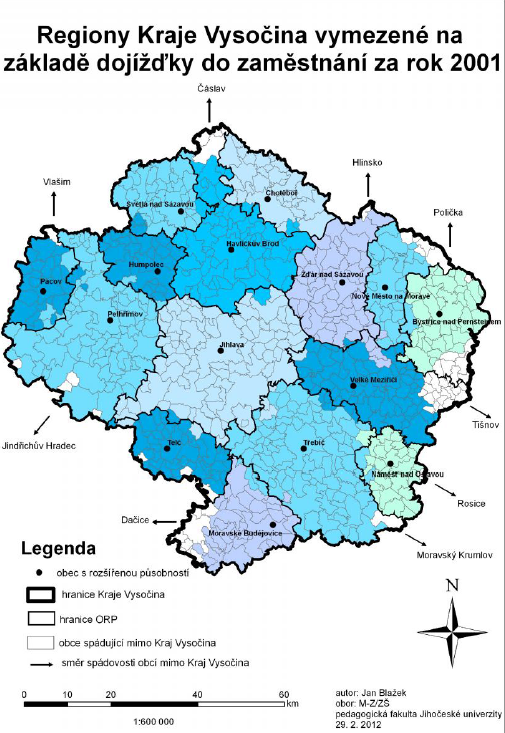 Regiony Kraje Vysočina vymezené na
základě dojížďky do zaměstnání za rok 2001
Čáslav
Hlinsko
Vlašim
Polička
Chotěboř
Světlá nad Sázavou
Havlíčkův Brod
Humpolec
Žďár nad Sázavou
Pacov
Nové Město na Moravě
Pelhřimov
Bystřice nad Pernštejnem
Jihlava
Velké Meziříčí
Tišnov
Jindřichův Hradec
Telč
Třebíč
Náměšť nad Oslavou
Rosice
Dačice
Moravské Budějovice
Moravský Krumlov
Legenda
obec s rozšířenou působností
hranice Kraje Vysočina
hranice ORP
obce spádující mimo Kraj Vysočina
směr spádovosti obcí mimo Kraj Vysočina
N
0 10 20 40 60
km
1:600 000
autor: Jan Blažek
obor: M-Z/ZŠ
pedagogická fakulta Jihočeské univerzity
29. 2. 2012